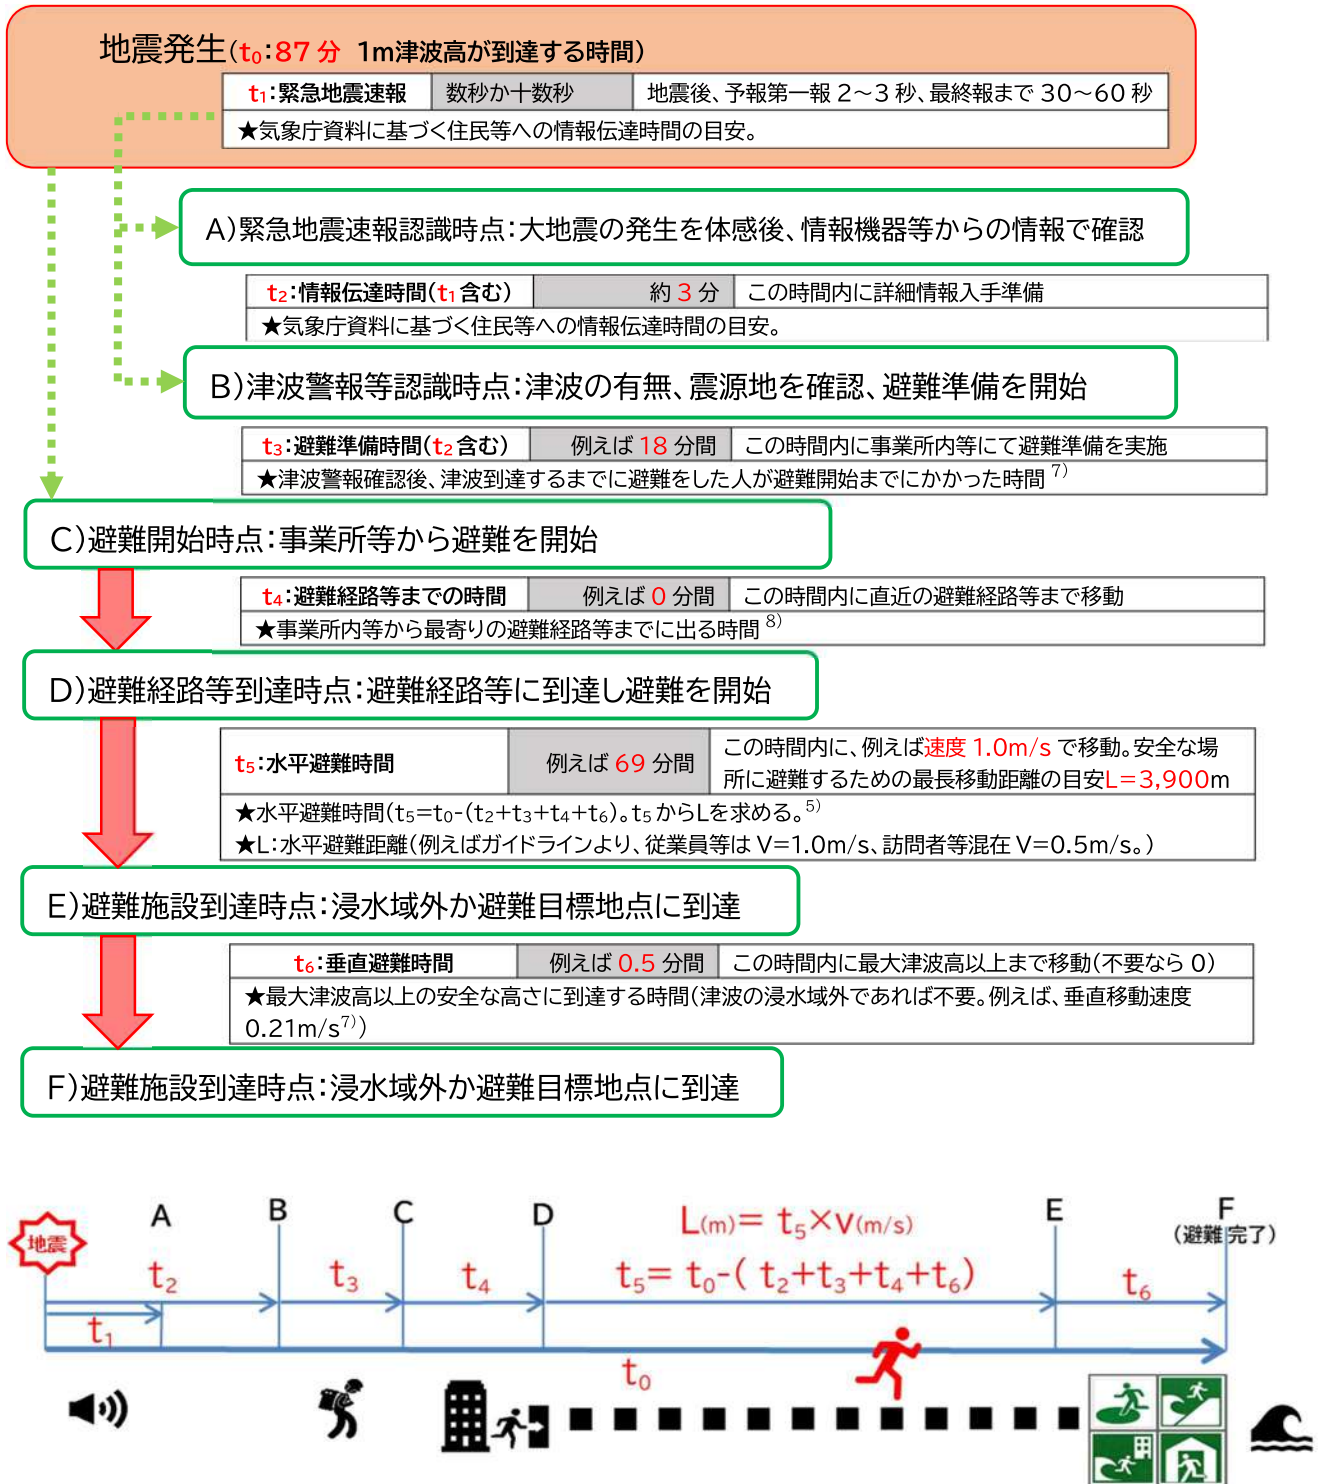 地震発生(t₀:87分 1m津波高が到達する時間)
t₁:緊急地震速報 数秒か十数秒 地震後、予報第一報2～3秒、最終報まで30～60秒
★気象庁資料に基づく住民等への情報伝達時間の目安。
A)緊急地震速報認識時点:大地震の発生を体感後、情報機器等からの情報で確認
t₂:情報伝達時間(t₁含む) 約3分 この時間内に詳細情報入手準備
★気象庁資料に基づく住民等への情報伝達時間の目安。
B)津波警報等認識時点:津波の有無、震源地を確認、避難準備を開始
t₃:避難準備時間(t₂含む) 例えば18分間 この時間内に事業所内等にて避難準備を実施
★津波警報確認後、津波到達するまでに避難をした人が避難開始までにかかった時間⁷⁾
C)避難開始時点:事業所等から避難を開始
t₄:避難経路等までの時間 例えば0分間 この時間内に直近の避難経路等まで移動
★事業所内等から最寄りの避難経路等までに出る時間⁸⁾
D)避難経路等到達時点:避難経路等に到達し避難を開始
t₅:水平避難時間 例えば69分間 この時間内に、例えば速度1.0m/sで移動。安全な場
所に避難するための最長移動距離の目安L=3,900m
★水平避難時間(t₅=t₀-(t₂+t₃+t₄+t₆)。t₅からLを求める。⁵⁾
★L:水平避難距離(例えばガイドラインより、従業員等はV=1.0m/s、訪問者等混在V=0.5m/s。)
E)避難施設到達時点:浸水域外か避難目標地点に到達
t₆:垂直避難時間 例えば0.5分間 この時間内に最大津波高以上まで移動(不要なら0)
★最大津波高以上の安全な高さに到達する時間(津波の浸水域外であれば不要。例えば、垂直移動速度
0.21m/s⁷⁾)
F)避難施設到達時点:浸水域外か避難目標地点に到達
地震 A B C D L(m)= t₅×v(m/s) E F
(避難完了)
t₂ t₃ t₄ t₅= t₀-( t₂+t₃+t₄+t₆) t₆
t₁
t₀